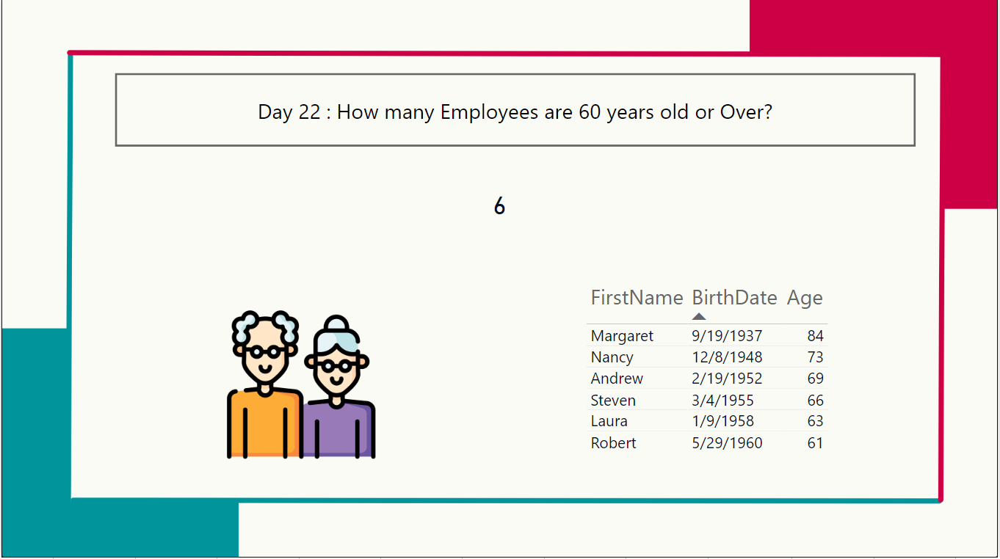 Day 22 : How many Employees are 60 years old or Over?
6
FirstName BirthDate Age
Margaret 9/19/1937 84
Nancy 12/8/1948 73
Andrew 2/19/1952 69
Steven 3/4/1955 66
Laura 1/9/1958 63
Robert 5/29/1960 61